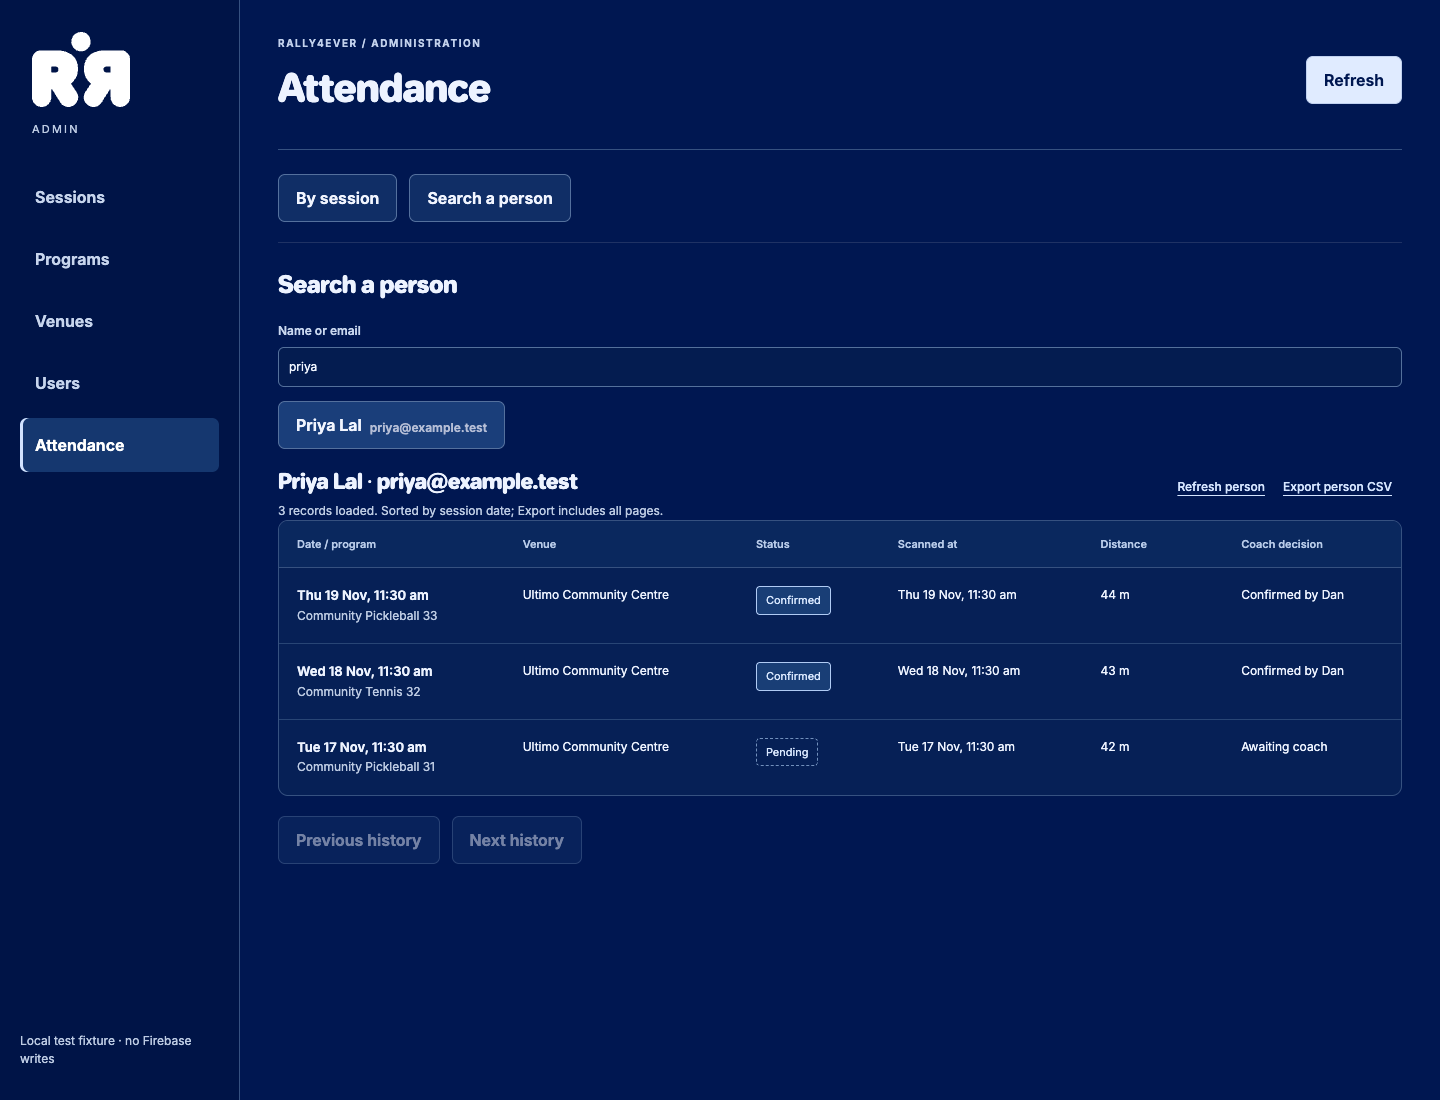 RR
ADMIN
Sessions
Programs
Venues
Users
Attendance
Local test fixture · no Firebase
writes
RALLY4EVER / ADMINISTRATION
Attendance
Refresh
By session
Search a person
Search a person
Name or email
priya
Priya Lal priya@example.test
Priya Lal · priya@example.test
Refresh person
Export person CSV
3 records loaded. Sorted by session date; Export includes all pages.
Date / program Venue Status Scanned at Distance Coach decision
Thu 19 Nov, 11:30 am Ultimo Community Centre Confirmed Thu 19 Nov, 11:30 am 44 m Confirmed by Dan
Community Pickleball 33
Wed 18 Nov, 11:30 am Ultimo Community Centre Confirmed Wed 18 Nov, 11:30 am 43 m Confirmed by Dan
Community Tennis 32
Tue 17 Nov, 11:30 am Ultimo Community Centre Pending Tue 17 Nov, 11:30 am 42 m Awaiting coach
Community Pickleball 31
Previous history
Next history